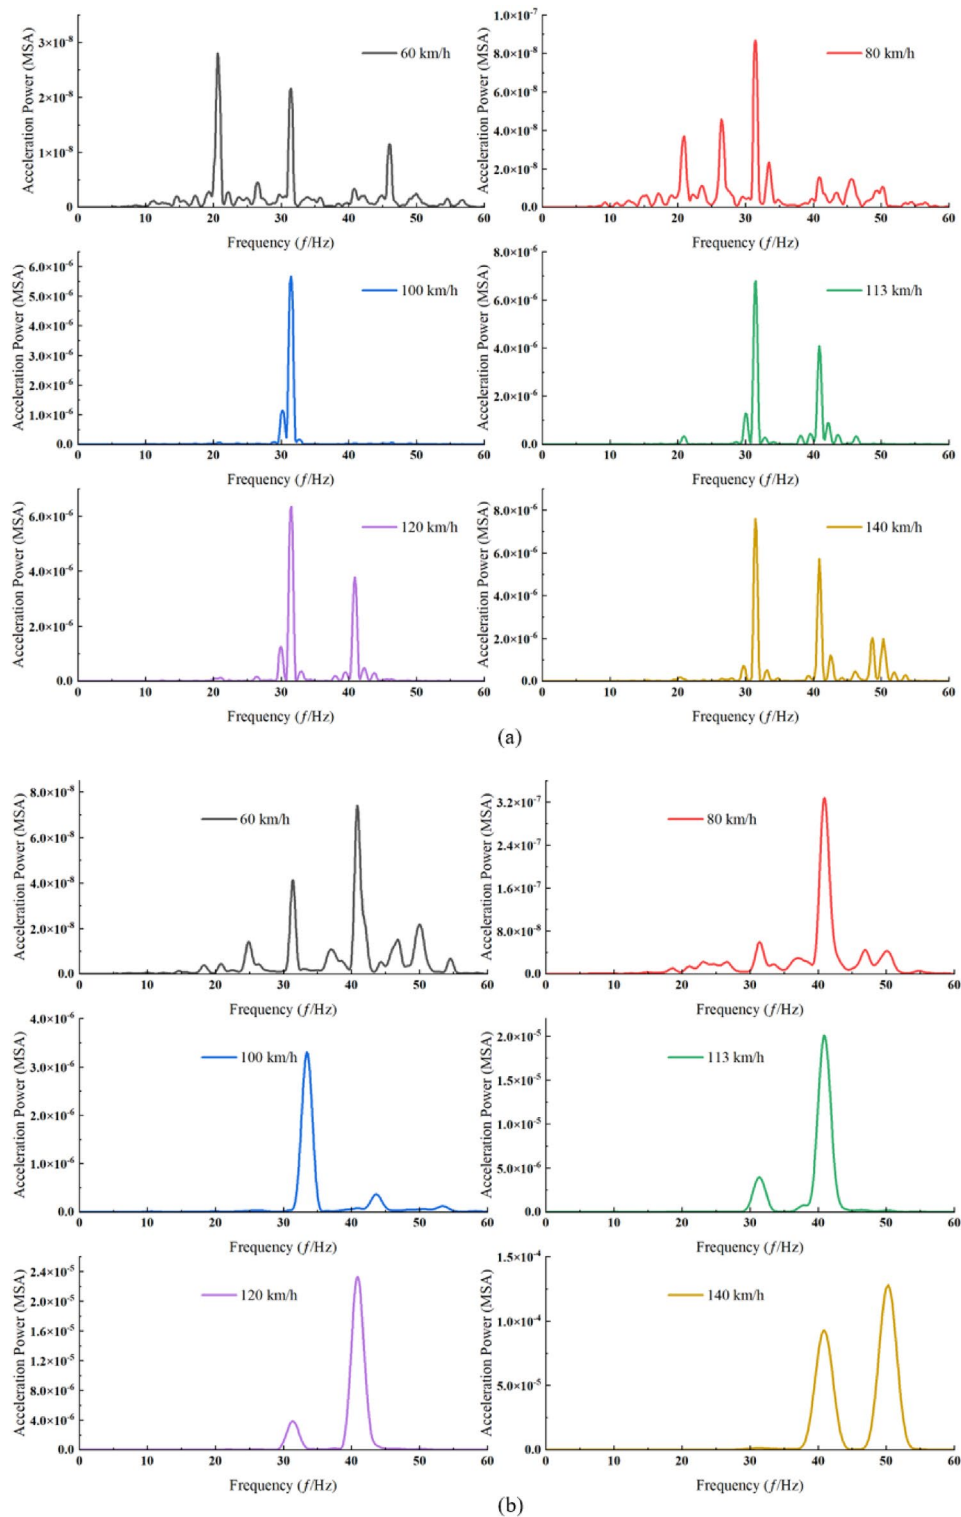 Acceleration Power (MSA)
3×10⁻⁸
2×10⁻⁸
1×10⁻⁸
0
60 km/h
0 10 20 30 40 50 60
Frequency (f/Hz)
Acceleration Power (MSA)
1.0×10⁻⁷
8.0×10⁻⁸
6.0×10⁻⁸
4.0×10⁻⁸
2.0×10⁻⁸
0.0
80 km/h
0 10 20 30 40 50 60
Frequency (f/Hz)
Acceleration Power (MSA)
6.0×10⁻⁶
5.0×10⁻⁶
4.0×10⁻⁶
3.0×10⁻⁶
2.0×10⁻⁶
1.0×10⁻⁶
0.0
100 km/h
0 10 20 30 40 50 60
Frequency (f/Hz)
Acceleration Power (MSA)
8.0×10⁻⁶
6.0×10⁻⁶
4.0×10⁻⁶
2.0×10⁻⁶
0.0
113 km/h
0 10 20 30 40 50 60
Frequency (f/Hz)
Acceleration Power (MSA)
6.0×10⁻⁶
4.0×10⁻⁶
2.0×10⁻⁶
0.0
120 km/h
0 10 20 30 40 50 60
Frequency (f/Hz)
Acceleration Power (MSA)
8.0×10⁻⁶
6.0×10⁻⁶
4.0×10⁻⁶
2.0×10⁻⁶
0.0
140 km/h
0 10 20 30 40 50 60
Frequency (f/Hz)
(a)
Acceleration Power (MSA)
8.0×10⁻⁸
6.0×10⁻⁸
4.0×10⁻⁸
2.0×10⁻⁸
0.0
60 km/h
0 10 20 30 40 50 60
Frequency (f/Hz)
Acceleration Power (MSA)
3.2×10⁻⁷
2.4×10⁻⁷
1.6×10⁻⁷
8.0×10⁻⁸
0.0
80 km/h
0 10 20 30 40 50 60
Frequency (f/Hz)
Acceleration Power (MSA)
4.0×10⁻⁶
3.0×10⁻⁶
2.0×10⁻⁶
1.0×10⁻⁶
0.0
100 km/h
0 10 20 30 40 50 60
Frequency (f/Hz)
Acceleration Power (MSA)
2.0×10⁻⁵
1.5×10⁻⁵
1.0×10⁻⁵
5.0×10⁻⁶
0.0
113 km/h
0 10 20 30 40 50 60
Frequency (f/Hz)
Acceleration Power (MSA)
2.4×10⁻⁵
2.0×10⁻⁵
1.6×10⁻⁵
1.2×10⁻⁵
8.0×10⁻⁶
4.0×10⁻⁶
0.0
120 km/h
0 10 20 30 40 50 60
Frequency (f/Hz)
Acceleration Power (MSA)
1.5×10⁻⁴
1.0×10⁻⁴
5.0×10⁻⁵
0.0
140 km/h
0 10 20 30 40 50 60
Frequency (f/Hz)
(b)